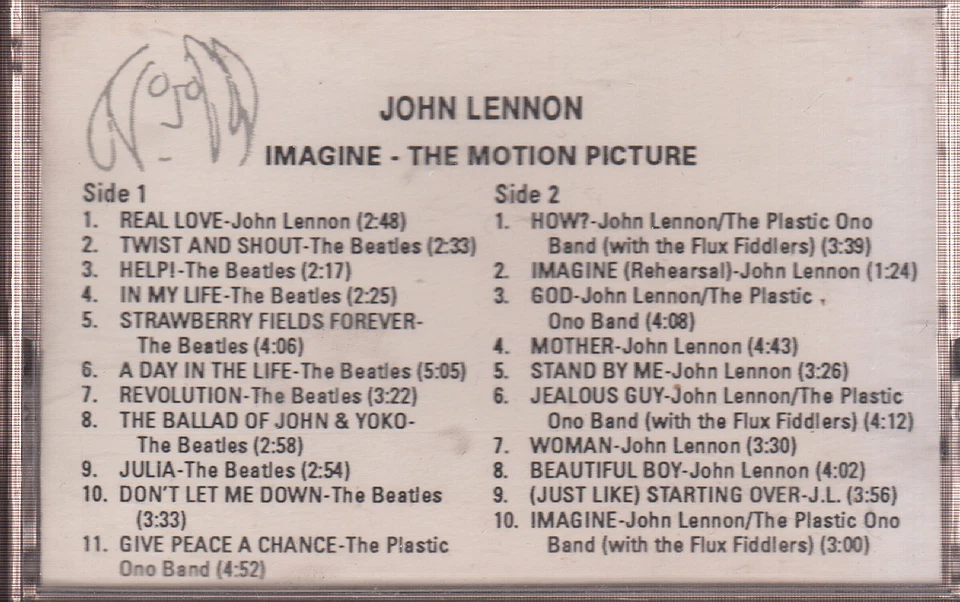 JOHN LENNON
IMAGINE - THE MOTION PICTURE
Side 1
1. REAL LOVE-John Lennon (2:48)
2. TWIST AND SHOUT-The Beatles (2:33)
3. HELP!-The Beatles (2:17)
4. IN MY LIFE-The Beatles (2:25)
5. STRAWBERRY FIELDS FOREVER-
The Beatles (4:06)
6. A DAY IN THE LIFE-The Beatles (5:05)
7. REVOLUTION-The Beatles (3:22)
8. THE BALLAD OF JOHN & YOKO-
The Beatles (2:58)
9. JULIA-The Beatles (2:54)
10. DON'T LET ME DOWN-The Beatles
(3:33)
11. GIVE PEACE A CHANCE-The Plastic
Ono Band (4:52)
Side 2
1. HOW?-John Lennon/The Plastic Ono
Band (with the Flux Fiddlers) (3:39)
2. IMAGINE (Rehearsal)-John Lennon (1:24)
3. GOD-John Lennon/The Plastic
Ono Band (4:08)
4. MOTHER-John Lennon (4:43)
5. STAND BY ME-John Lennon (3:26)
6. JEALOUS GUY-John Lennon/The Plastic
Ono Band (with the Flux Fiddlers) (4:12)
7. WOMAN-John Lennon (3:30)
8. BEAUTIFUL BOY-John Lennon (4:02)
9. (JUST LIKE) STARTING OVER-J.L. (3:56)
10. IMAGINE-John Lennon/The Plastic Ono
Band (with the Flux Fiddlers) (3:00)